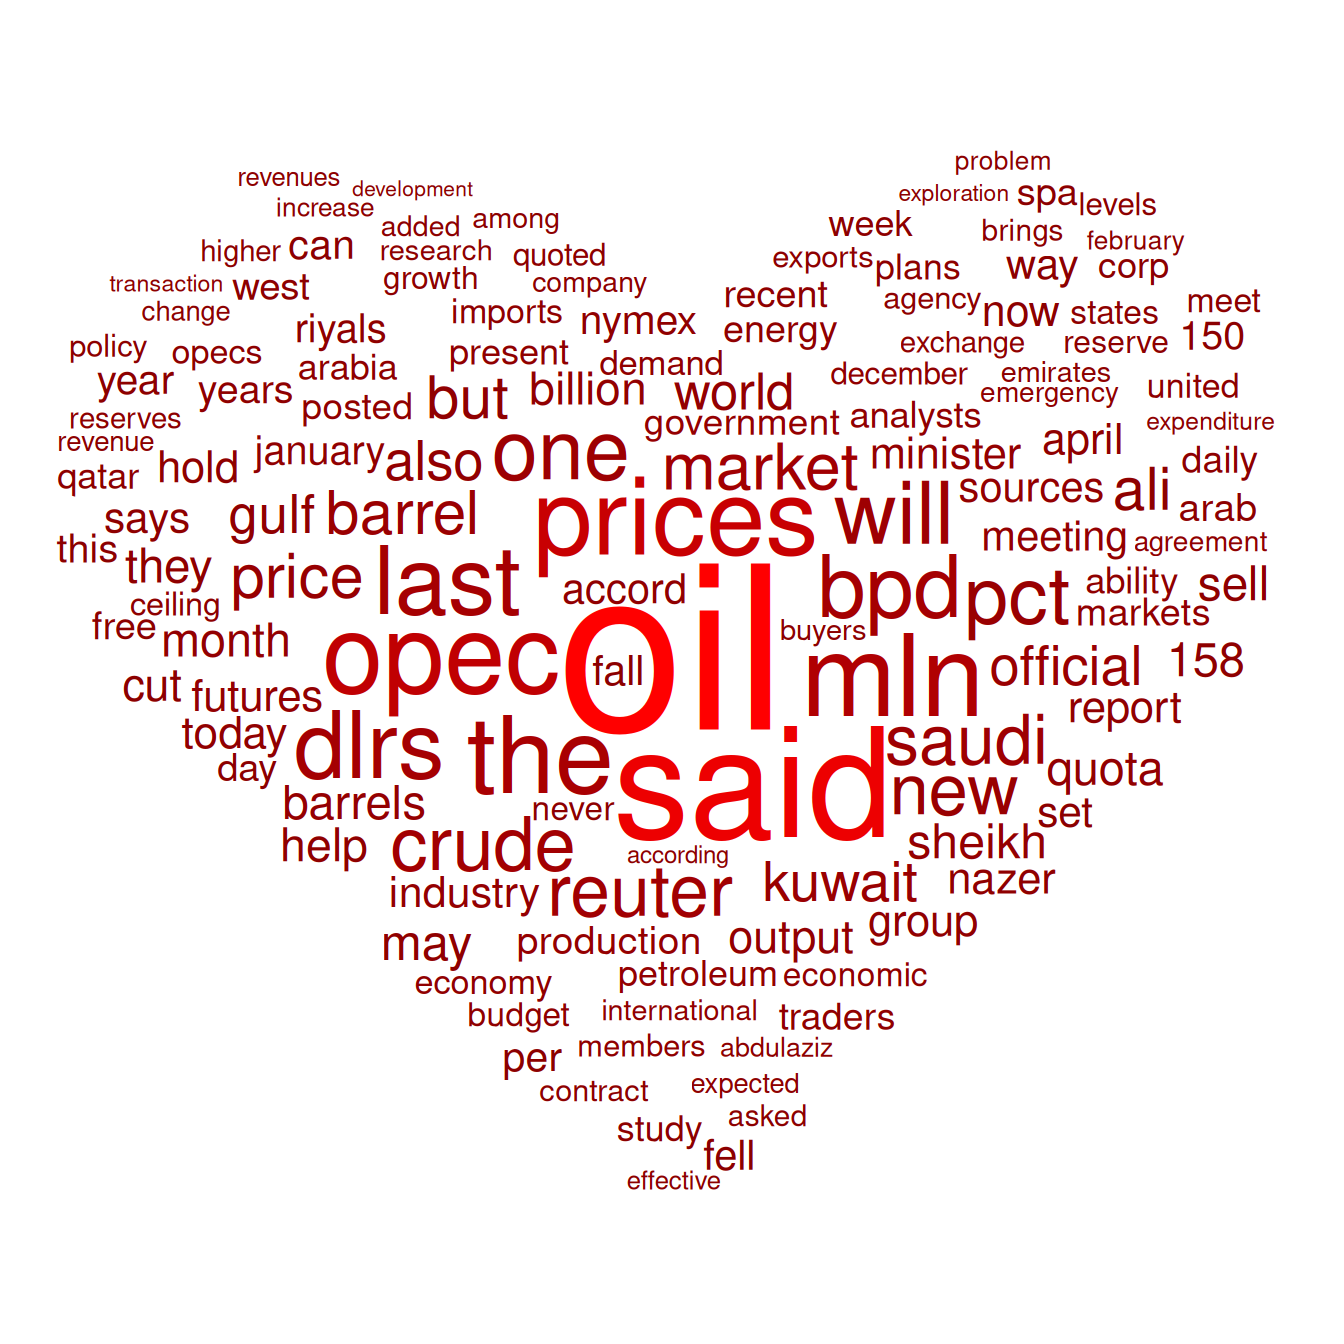 problem
revenues development exploration spa levels
increase added among week brings february
higher can research quoted exports plans way corp
transaction west growth company recent agency now states meet
change riyals imports nymex energy exchange reserve 150
policy opecs arabia present demand december emirates
year years posted but billion world emergency united
reserves government analysts expenditure
revenue january also one market minister april daily
qatar hold sources ali arab
says gulf barrel prices will meeting agreement
this they price last accord bpd pct ability sell
ceiling markets
free month opec oil buyers
fall mln official 158
cut futures report
today dlrs the said saudi quota
day
barrels never new set
help crude according sheikh
industry reuter kuwait nazer
may production output group
economy petroleum economic
budget international traders
per members abdulaziz
contract expected
study asked
fell
effective